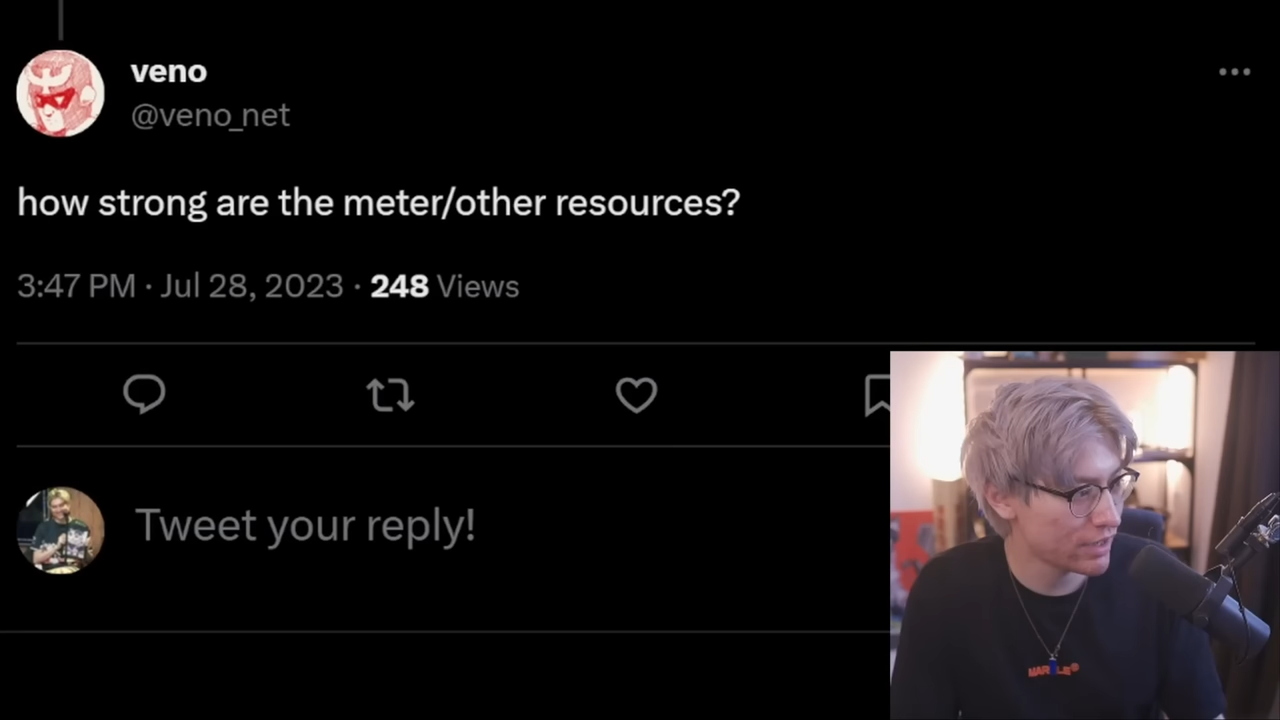 veno
@veno_net
how strong are the meter/other resources?
3:47 PM · Jul 28, 2023 · 248 Views
Tweet your reply!